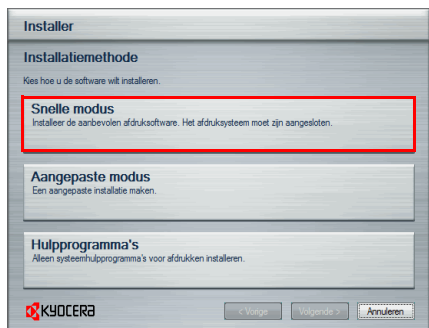 Installer
Installatiemethode
Kies hoe u de software wilt installeren.
Snelle modus
Installeer de aanbevolen afdruksoftware. Het afdruksysteem moet zijn aangesloten.
Aangepaste modus
Een aangepaste installatie maken.
Hulpprogramma's
Alleen systeemhulpprogramma's voor afdrukken installeren.
KYOCERA
< Vorige
Volgende >
Annuleren